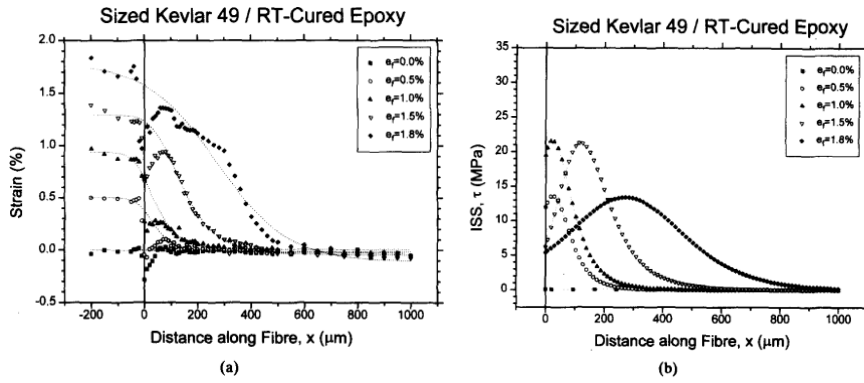 Sized Kevlar 49 / RT-Cured Epoxy
2.0
1.5
1.0
0.5
0.0
-0.5
Strain (%)
e_f=0.0%
e_f=0.5%
e_f=1.0%
e_f=1.5%
e_f=1.8%
-200 0 200 400 600 800 1000
Distance along Fibre, x (µm)
(a)
Sized Kevlar 49 / RT-Cured Epoxy
40
35
30
25
20
15
10
5
0
ISS, τ (MPa)
e_f=0.0%
e_f=0.5%
e_f=1.0%
e_f=1.5%
e_f=1.8%
0 200 400 600 800 1000
Distance along Fibre, x (µm)
(b)